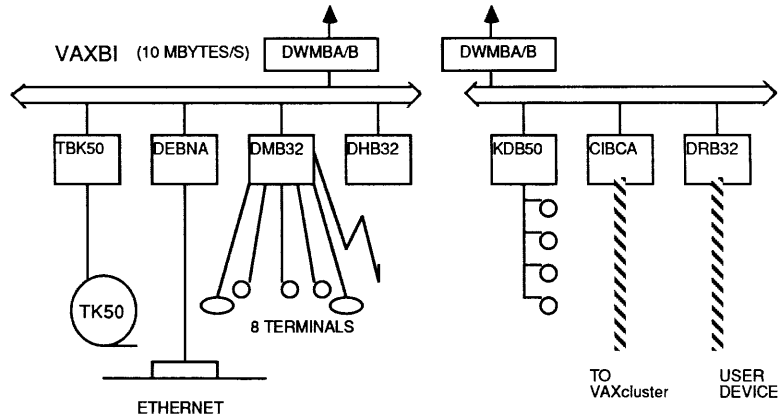 VAXBI (10 MBYTES/S)
DWMBA/B
DWMBA/B
TBK50
DEBNA
DMB32
DHB32
KDB50
CIBCA
DRB32
TK50
8 TERMINALS
ETHERNET
TO
VAXcluster
USER
DEVICE